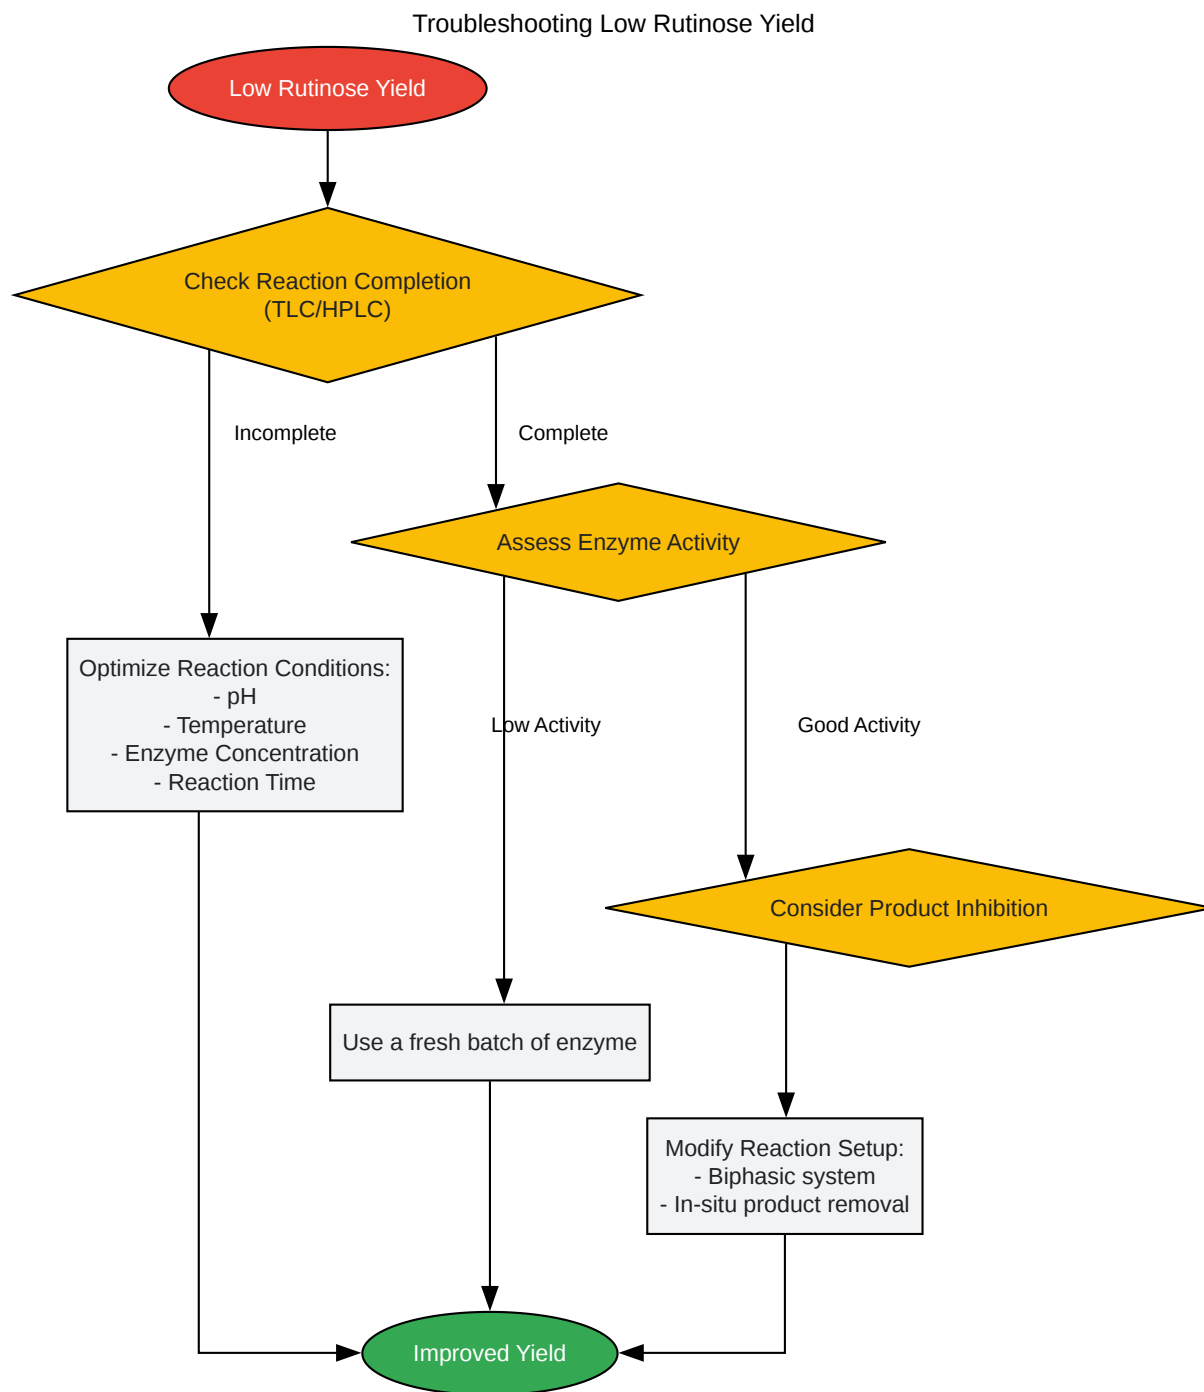 Troubleshooting Low Rutinose Yield
Low Rutinose Yield
Check Reaction Completion
(TLC/HPLC)
Incomplete
Complete
Assess Enzyme Activity
Optimize Reaction Conditions:
- pH
- Temperature
- Enzyme Concentration
- Reaction Time
Low Activity
Good Activity
Consider Product Inhibition
Use a fresh batch of enzyme
Modify Reaction Setup:
- Biphasic system
- In-situ product removal
Improved Yield